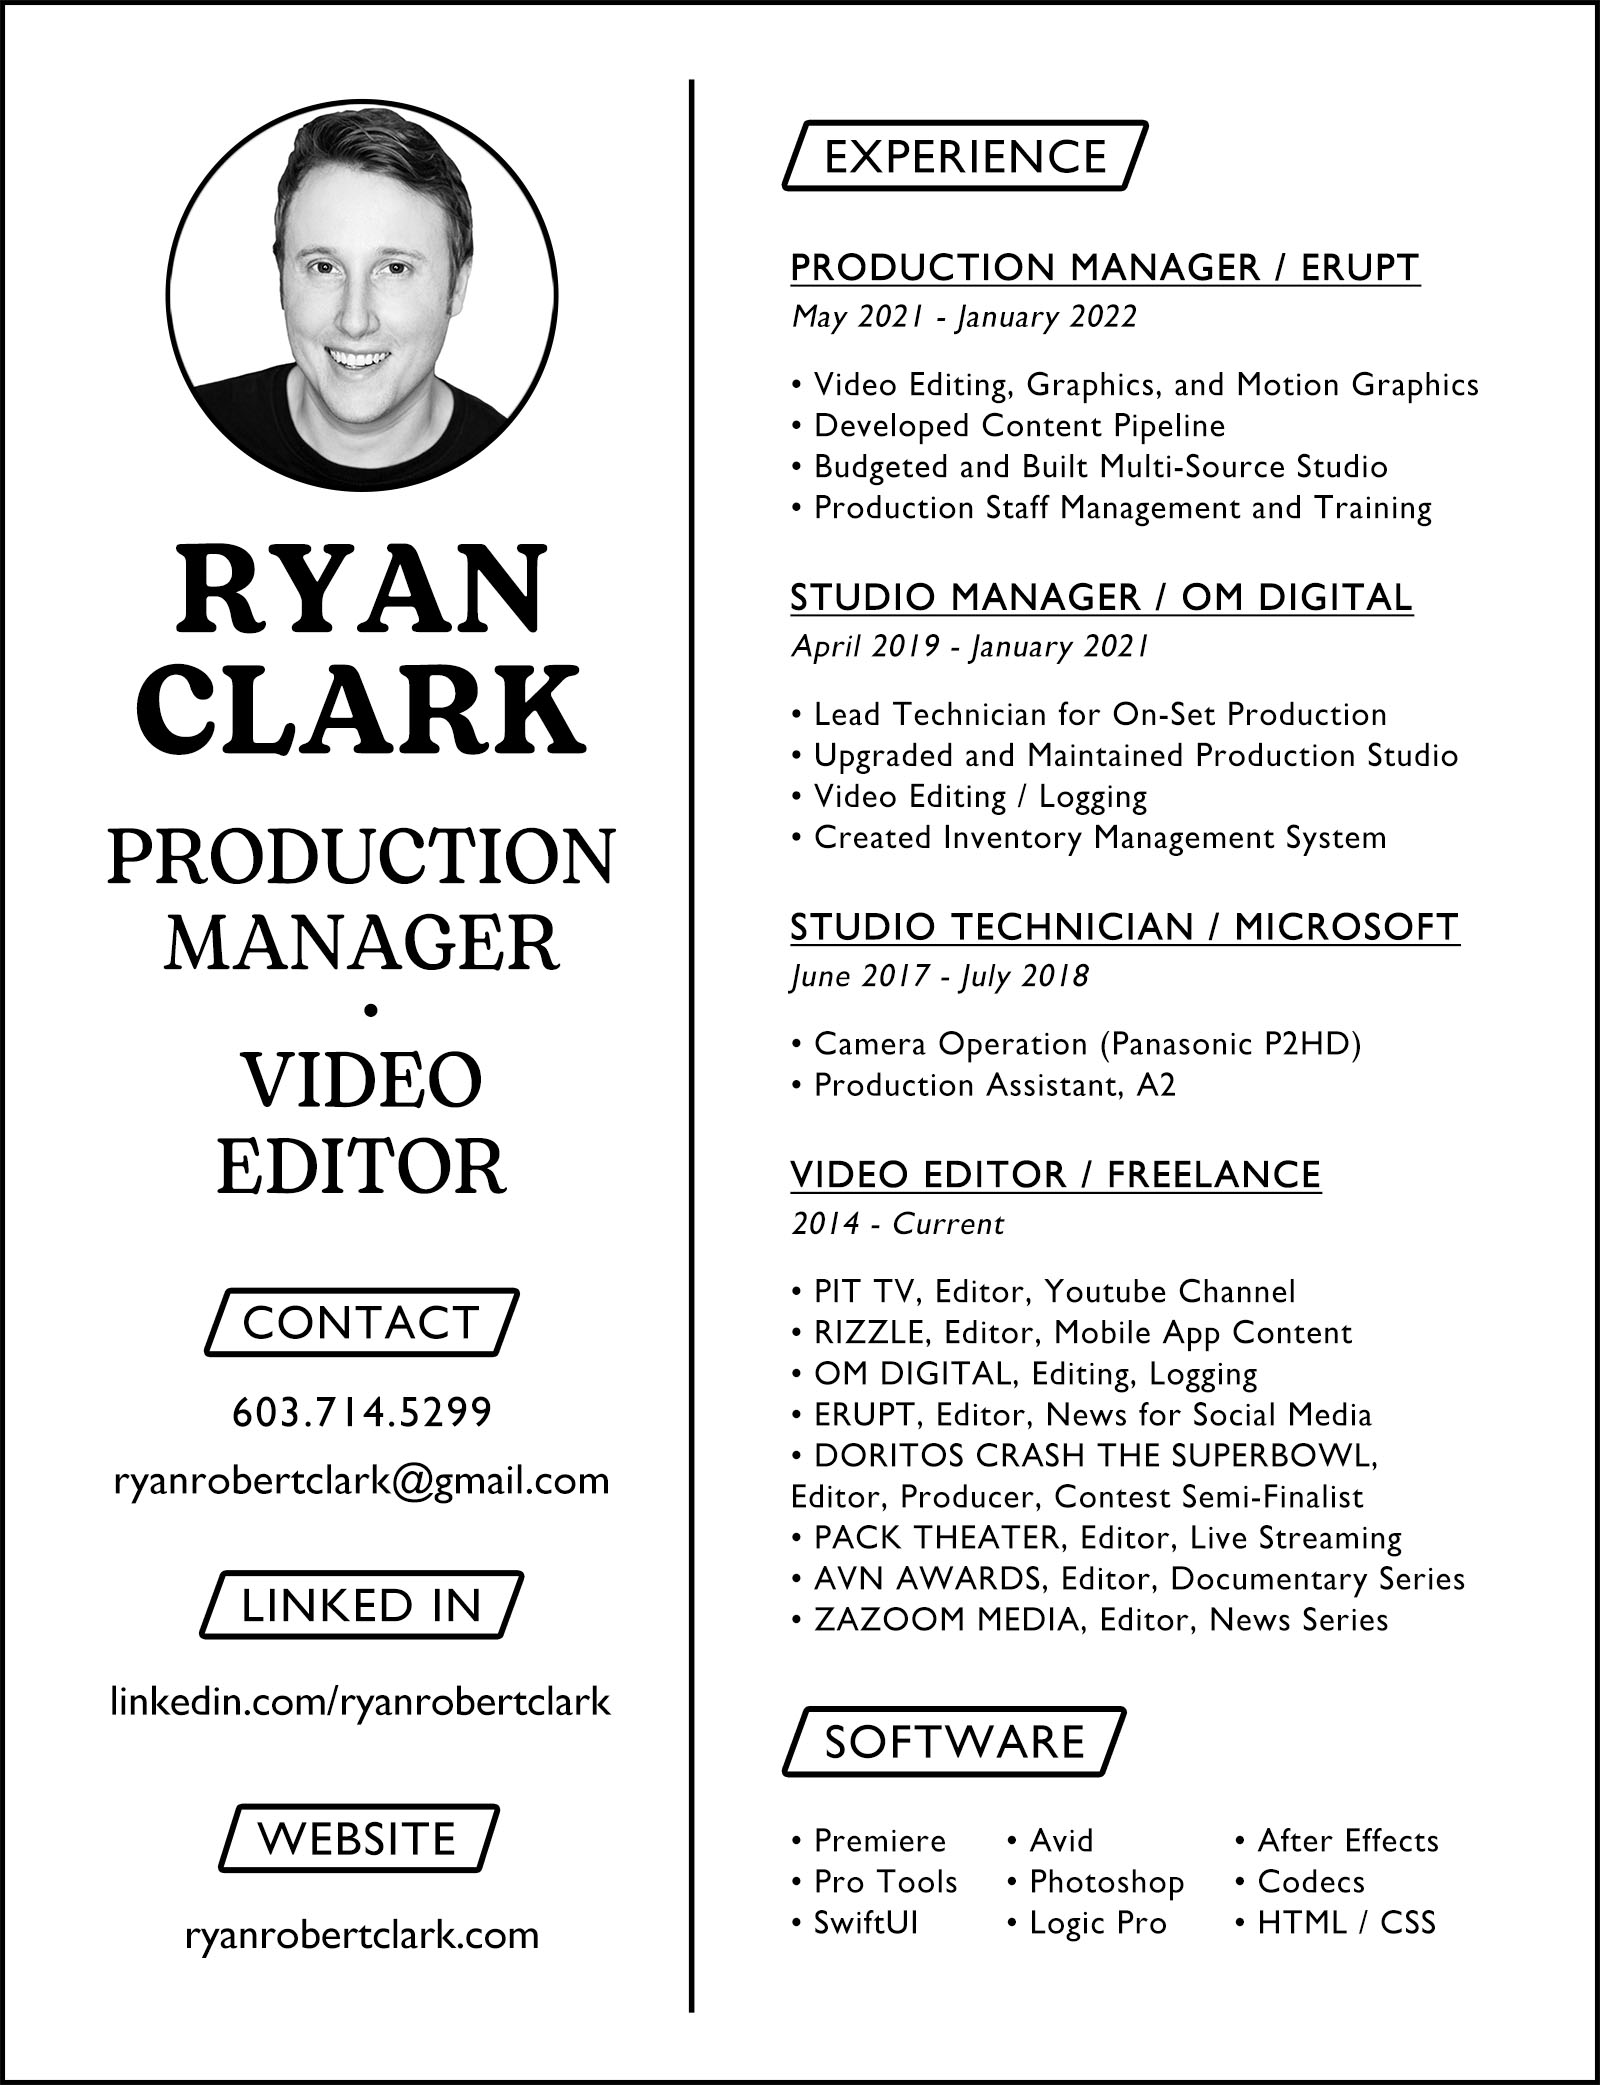 RYAN
CLARK
PRODUCTION
MANAGER
•
VIDEO
EDITOR
CONTACT
603.714.5299
ryanrobertclark@gmail.com
LINKED IN
linkedin.com/ryanrobertclark
WEBSITE
ryanrobertclark.com
EXPERIENCE
PRODUCTION MANAGER / ERUPT
May 2021 - January 2022
• Video Editing, Graphics, and Motion Graphics
• Developed Content Pipeline
• Budgeted and Built Multi-Source Studio
• Production Staff Management and Training
STUDIO MANAGER / OM DIGITAL
April 2019 - January 2021
• Lead Technician for On-Set Production
• Upgraded and Maintained Production Studio
• Video Editing / Logging
• Created Inventory Management System
STUDIO TECHNICIAN / MICROSOFT
June 2017 - July 2018
• Camera Operation (Panasonic P2HD)
• Production Assistant, A2
VIDEO EDITOR / FREELANCE
2014 - Current
• PIT TV, Editor, Youtube Channel
• RIZZLE, Editor, Mobile App Content
• OM DIGITAL, Editing, Logging
• ERUPT, Editor, News for Social Media
• DORITOS CRASH THE SUPERBOWL,
Editor, Producer, Contest Semi-Finalist
• PACK THEATER, Editor, Live Streaming
• AVN AWARDS, Editor, Documentary Series
• ZAZOOM MEDIA, Editor, News Series
SOFTWARE
• Premiere • Avid • After Effects
• Pro Tools • Photoshop • Codecs
• SwiftUI • Logic Pro • HTML / CSS